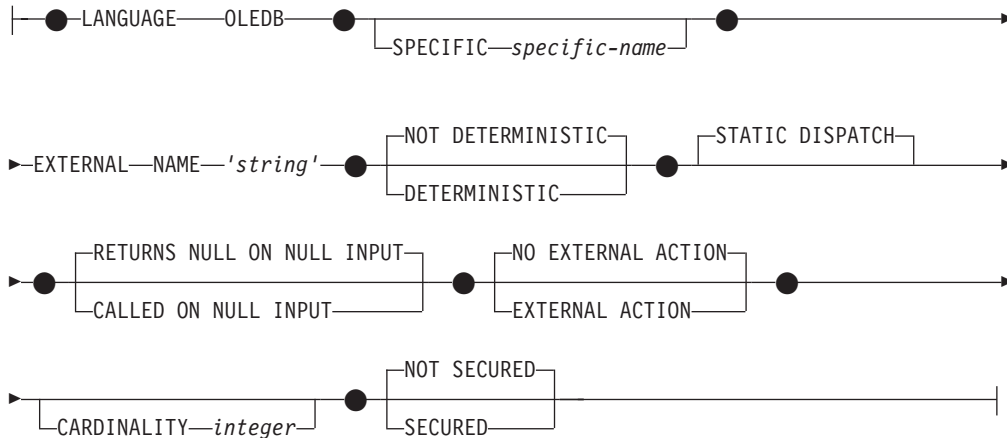 LANGUAGE OLEDB
SPECIFIC specific-name
EXTERNAL NAME 'string'
NOT DETERMINISTIC
DETERMINISTIC
STATIC DISPATCH
RETURNS NULL ON NULL INPUT
CALLED ON NULL INPUT
NO EXTERNAL ACTION
EXTERNAL ACTION
CARDINALITY integer
NOT SECURED
SECURED